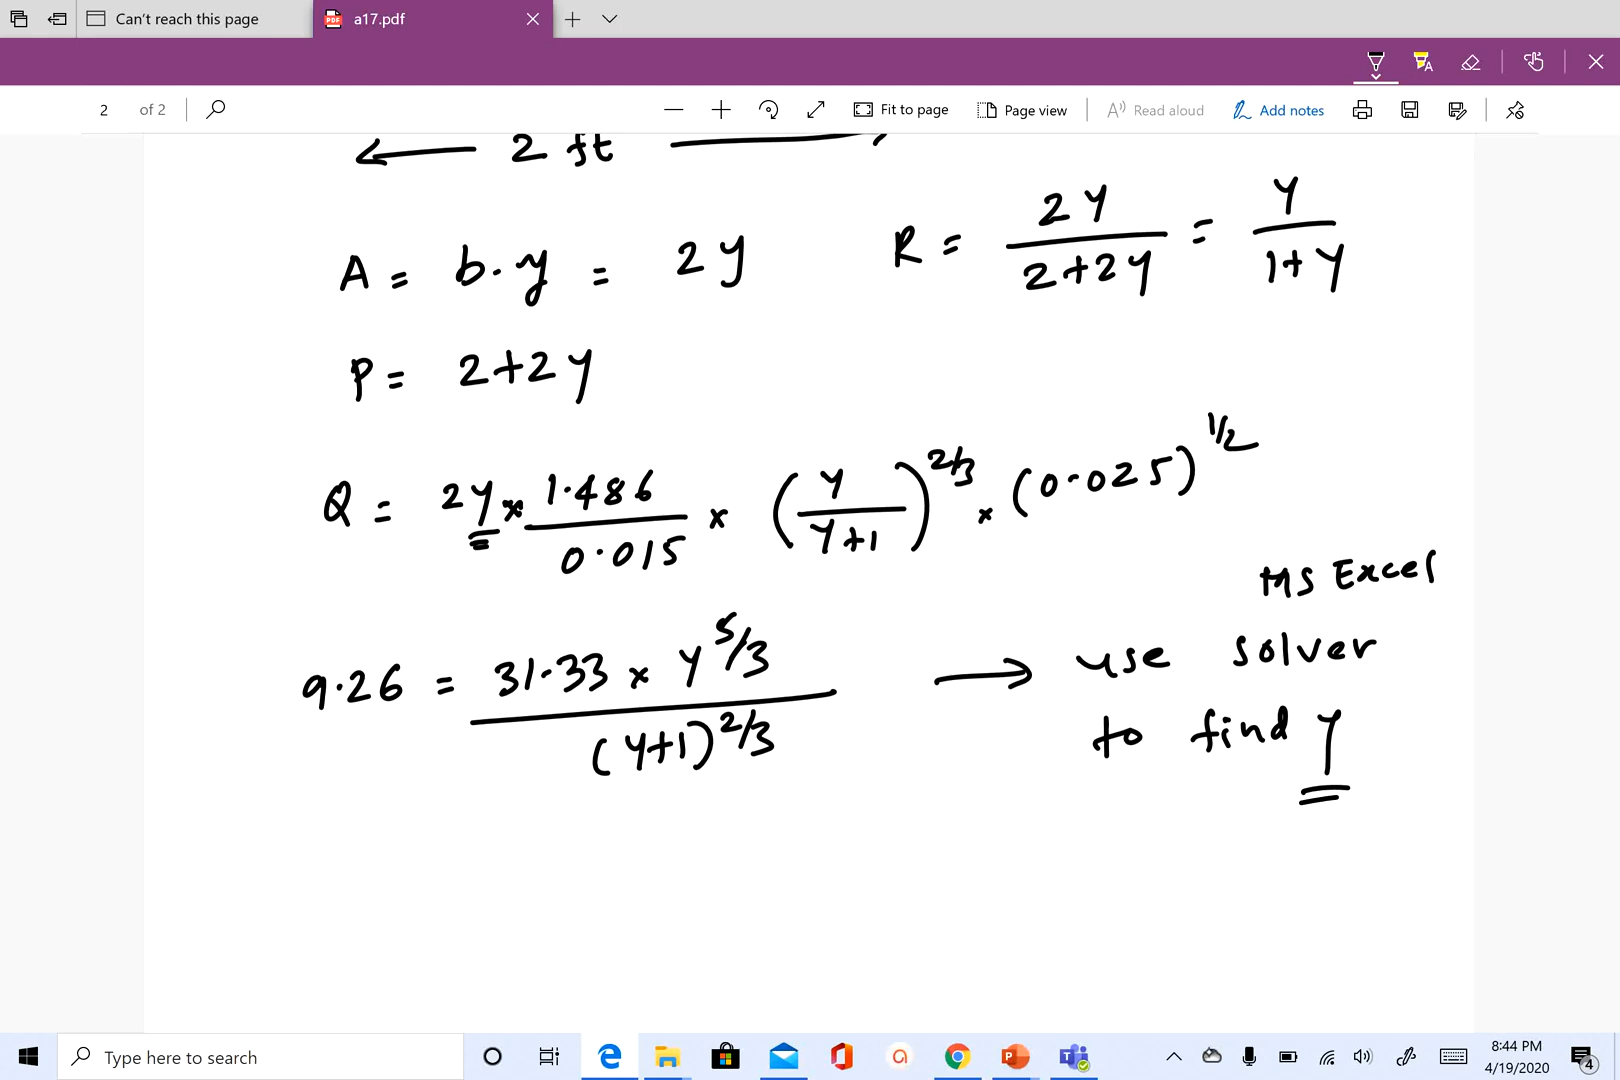 Can't reach this page
a17.pdf
2 of 2
Fit to page
Page view
Read aloud
Add notes
2 ft
A = b.y = 2y
R = 2Y/(2+2Y) = Y/(1+Y)
P = 2+2Y
Q = 2Y × 1.486/0.015 × (Y/(Y+1))^2/3 × (0.025)^1/2
9.26 = 31.33 × Y^5/3 / (Y+1)^2/3
MS Excel
→ use solver
to find Y
Type here to search
8:44 PM
4/19/2020
4